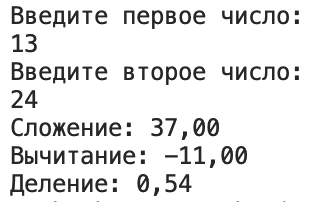 Введите первое число:
13
Введите второе число:
24
Сложение: 37,00
Вычитание: -11,00
Деление: 0,54